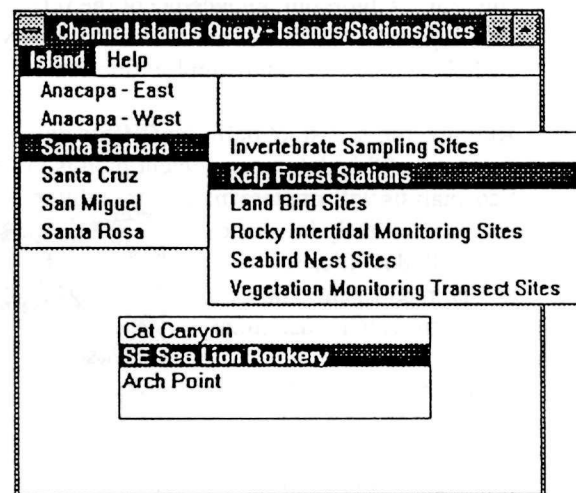 Channel Islands Query - Islands/Stations/Sites
Island Help
Anacapa - East
Anacapa - West
Santa Barbara
Santa Cruz
San Miguel
Santa Rosa
Invertebrate Sampling Sites
Kelp Forest Stations
Land Bird Sites
Rocky Intertidal Monitoring Sites
Seabird Nest Sites
Vegetation Monitoring Transect Sites
Cat Canyon
SE Sea Lion Rookery
Arch Point